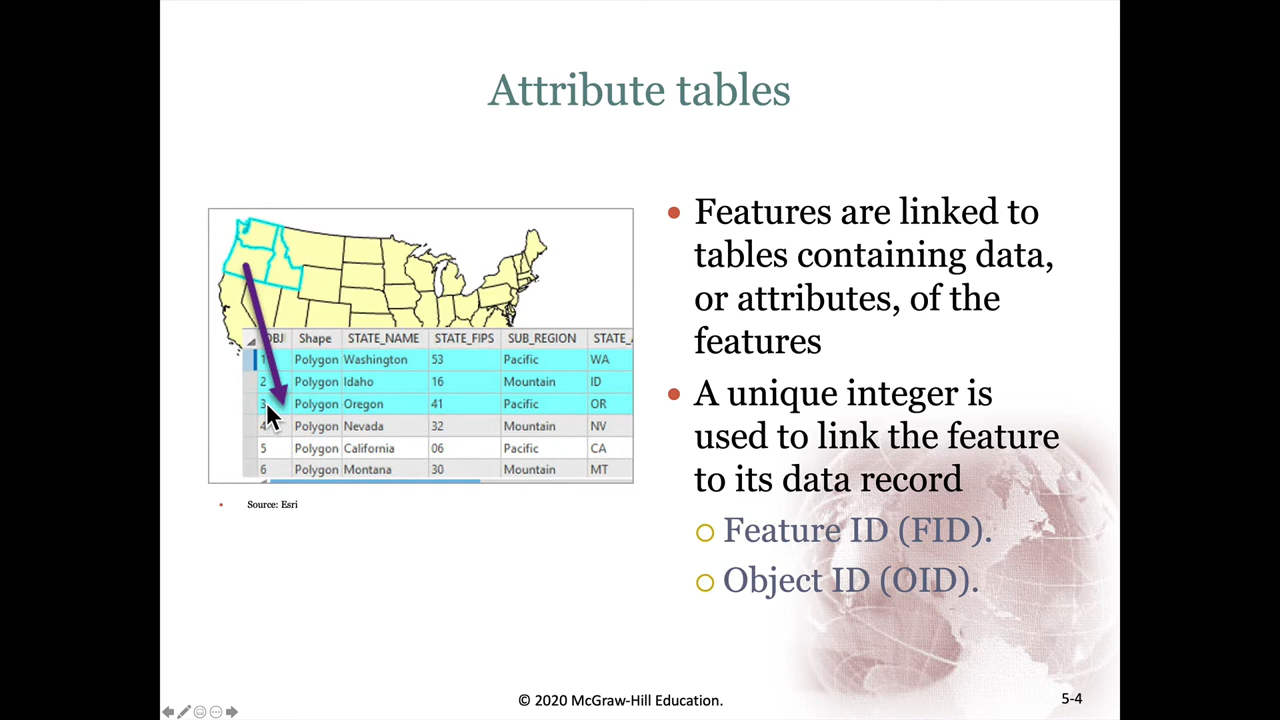 Attribute tables
OBJ Shape STATE_NAME STATE_FIPS SUB_REGION STATE_
1 Polygon Washington 53 Pacific WA
2 Polygon Idaho 16 Mountain ID
3 Polygon Oregon 41 Pacific OR
4 Polygon Nevada 32 Mountain NV
5 Polygon California 06 Pacific CA
6 Polygon Montana 30 Mountain MT
• Source: Esri
• Features are linked to
tables containing data,
or attributes, of the
features
• A unique integer is
used to link the feature
to its data record
○ Feature ID (FID).
○ Object ID (OID).
© 2020 McGraw-Hill Education.
5-4